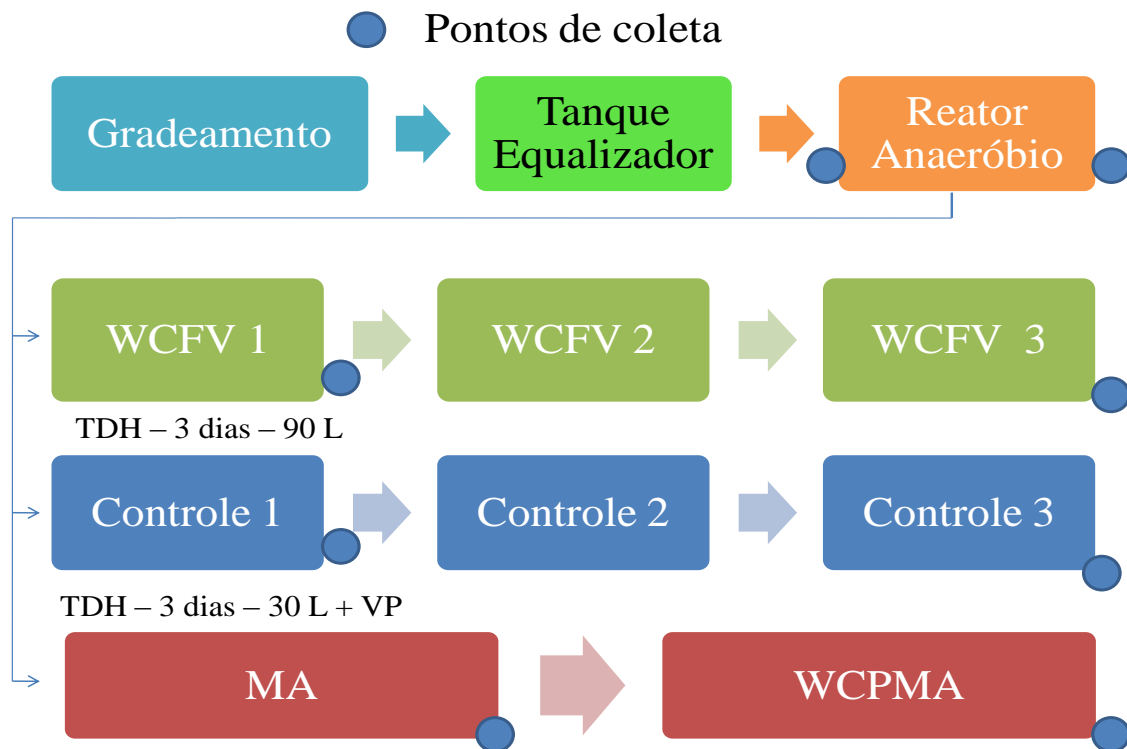 Pontos de coleta
Gradeamento
Tanque
Equalizador
Reator
Anaeróbio
WCFV 1
WCFV 2
WCFV 3
TDH – 3 dias – 90 L
Controle 1
Controle 2
Controle 3
TDH – 3 dias – 30 L + VP
MA
WCPMA